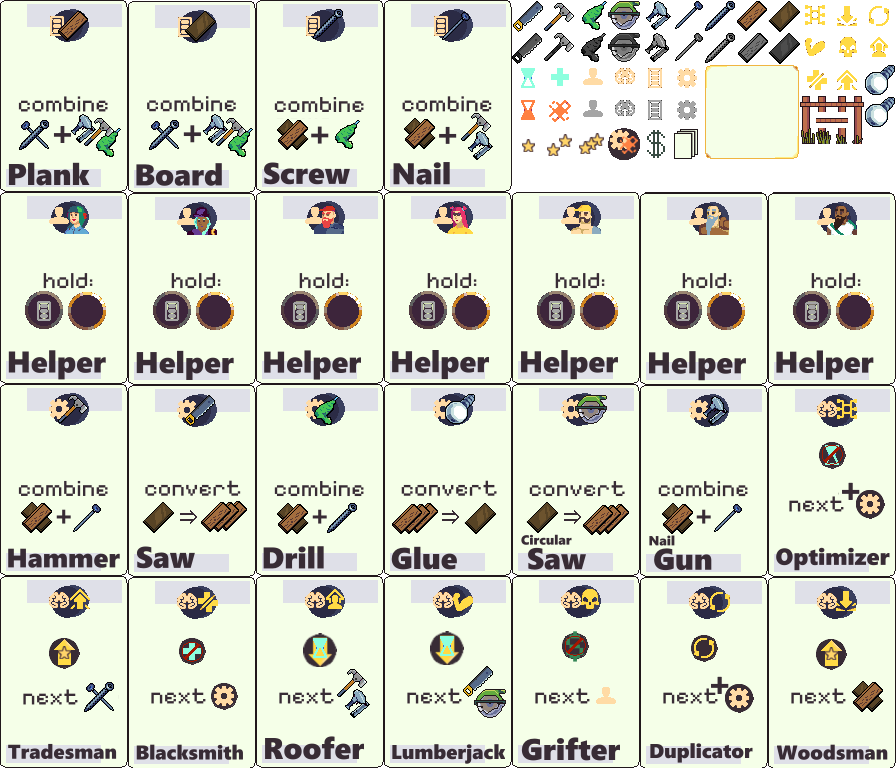 combine
+
Plank
combine
+
Board
combine
+
Screw
combine
+
Nail
$
hold:
Helper
hold:
Helper
hold:
Helper
hold:
Helper
hold:
Helper
hold:
Helper
hold:
Helper
combine
+
Hammer
convert
⇒
Saw
combine
+
Drill
convert
⇒
Glue
convert
⇒
Circular
Saw
combine
+
Nail
Gun
next+
Optimizer
next
Tradesman
next
Blacksmith
next
Roofer
next
Lumberjack
next
Grifter
next+
Duplicator
next
Woodsman